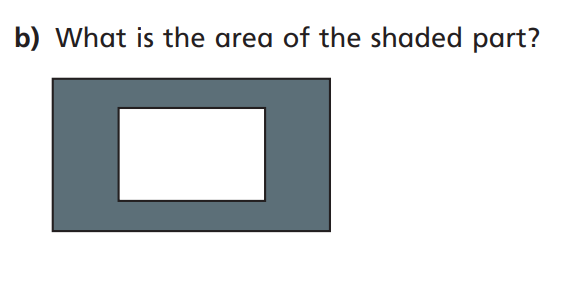 b) What is the area of the shaded part?